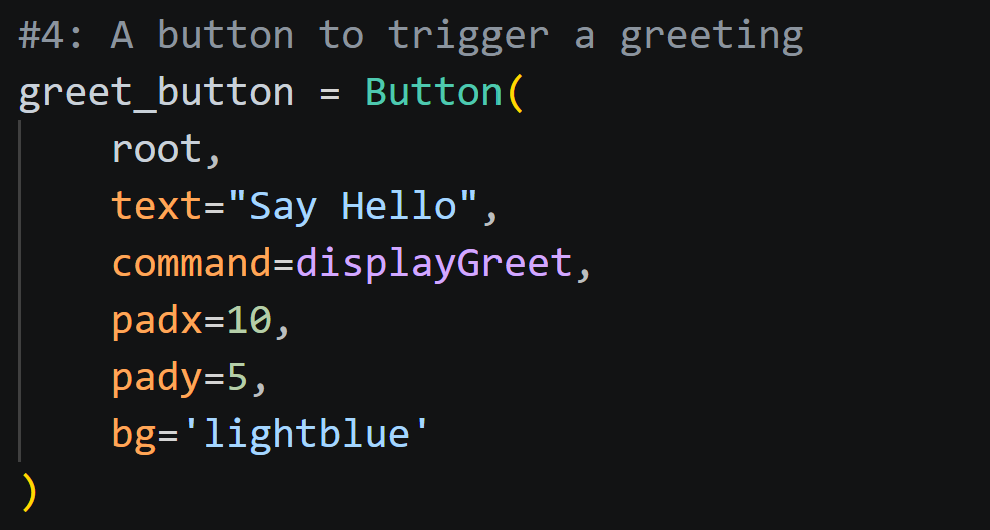 #4: A button to trigger a greeting
greet_button = Button(
    root,
    text="Say Hello",
    command=displayGreet,
    padx=10,
    pady=5,
    bg='lightblue'
)